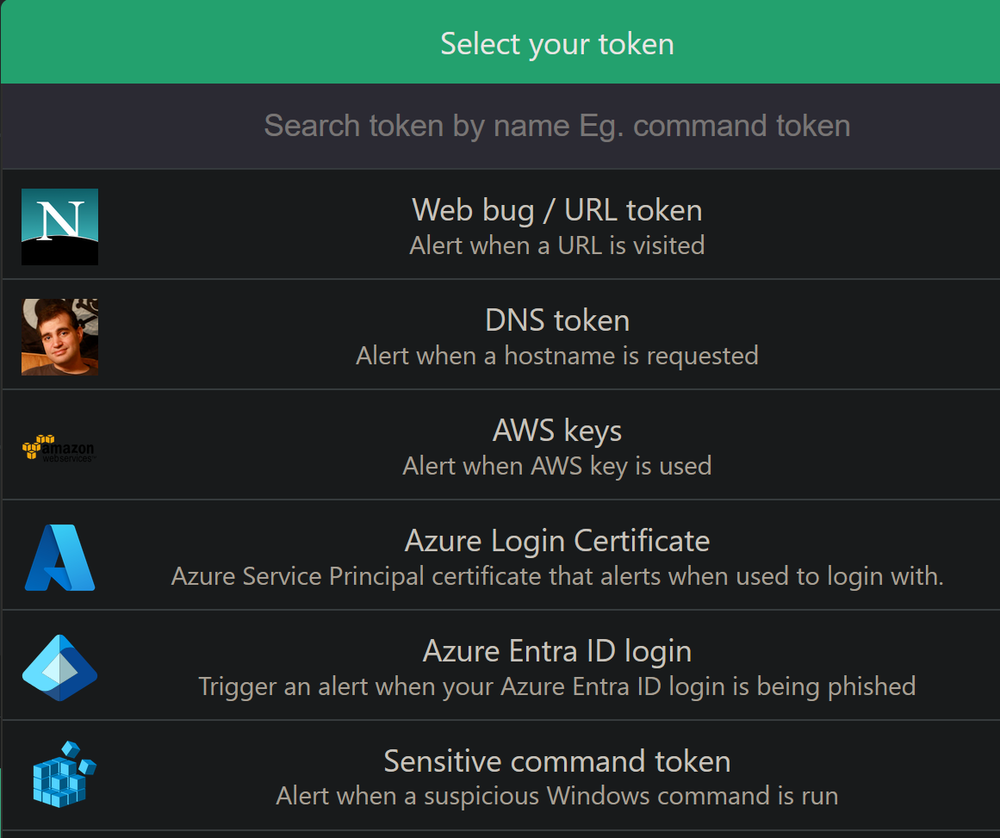 Select your token
Search token by name Eg. command token
N
Web bug / URL token
Alert when a URL is visited
DNS token
Alert when a hostname is requested
amazon
webservices™
AWS keys
Alert when AWS key is used
Azure Login Certificate
Azure Service Principal certificate that alerts when used to login with.
Azure Entra ID login
Trigger an alert when your Azure Entra ID login is being phished
Sensitive command token
Alert when a suspicious Windows command is run